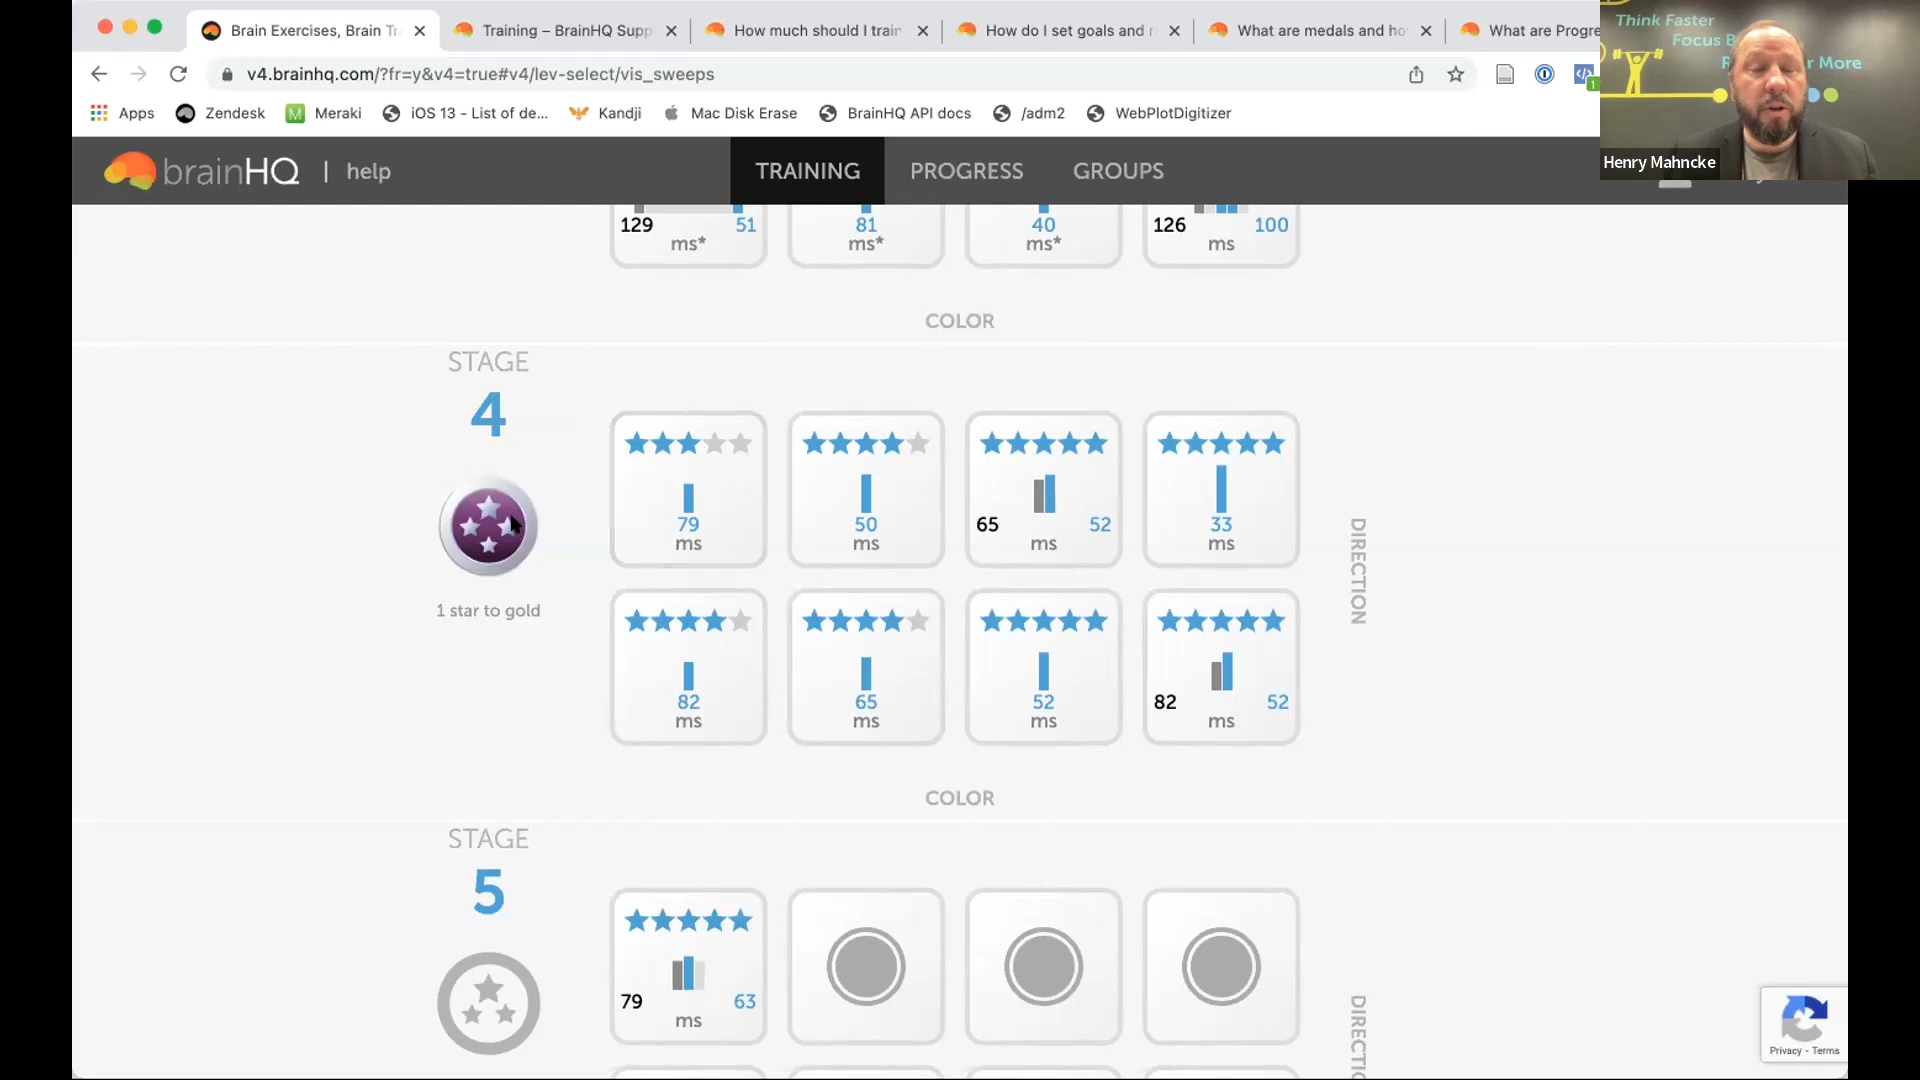 Brain Exercises, Brain Tr
Training – BrainHQ Supp
How much should I train
How do I set goals and r
What are medals and ho
What are Progre
v4.brainhq.com/?fr=y&v4=true#v4/lev-select/vis_sweeps
1
Apps
Zendesk
Meraki
iOS 13 - List of de...
Kandji
Mac Disk Erase
BrainHQ API docs
/adm2
WebPlotDigitizer
Think Faster
Focus B
R
r More
Henry Mahncke
brainHQ | help
TRAINING
PROGRESS
GROUPS
129 51
ms*
81
ms*
40
ms*
126 100
ms
COLOR
STAGE
4
1 star to gold
79
ms
50
ms
65 52
ms
33
ms
82
ms
65
ms
52
ms
82 52
ms
DIRECTION
COLOR
STAGE
5
79 63
ms
DIRECTIO
Privacy - Terms